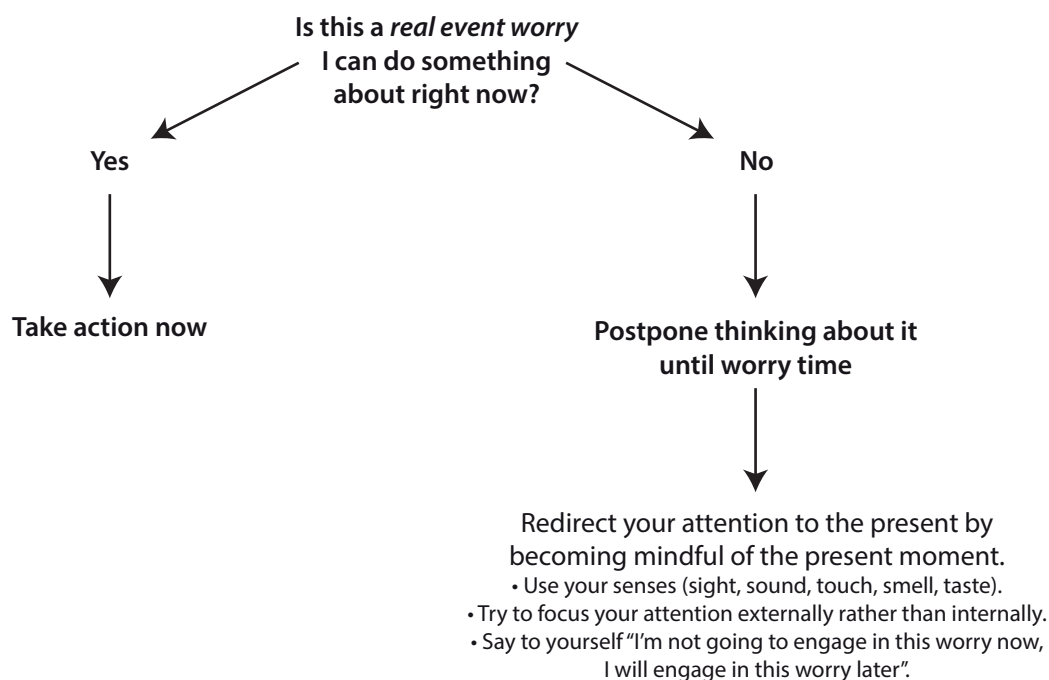 Is this a real event worry
I can do something
about right now?
Yes
No
Take action now
Postpone thinking about it
until worry time
Redirect your attention to the present by
becoming mindful of the present moment.
• Use your senses (sight, sound, touch, smell, taste).
• Try to focus your attention externally rather than internally.
• Say to yourself “I’m not going to engage in this worry now,
I will engage in this worry later”.